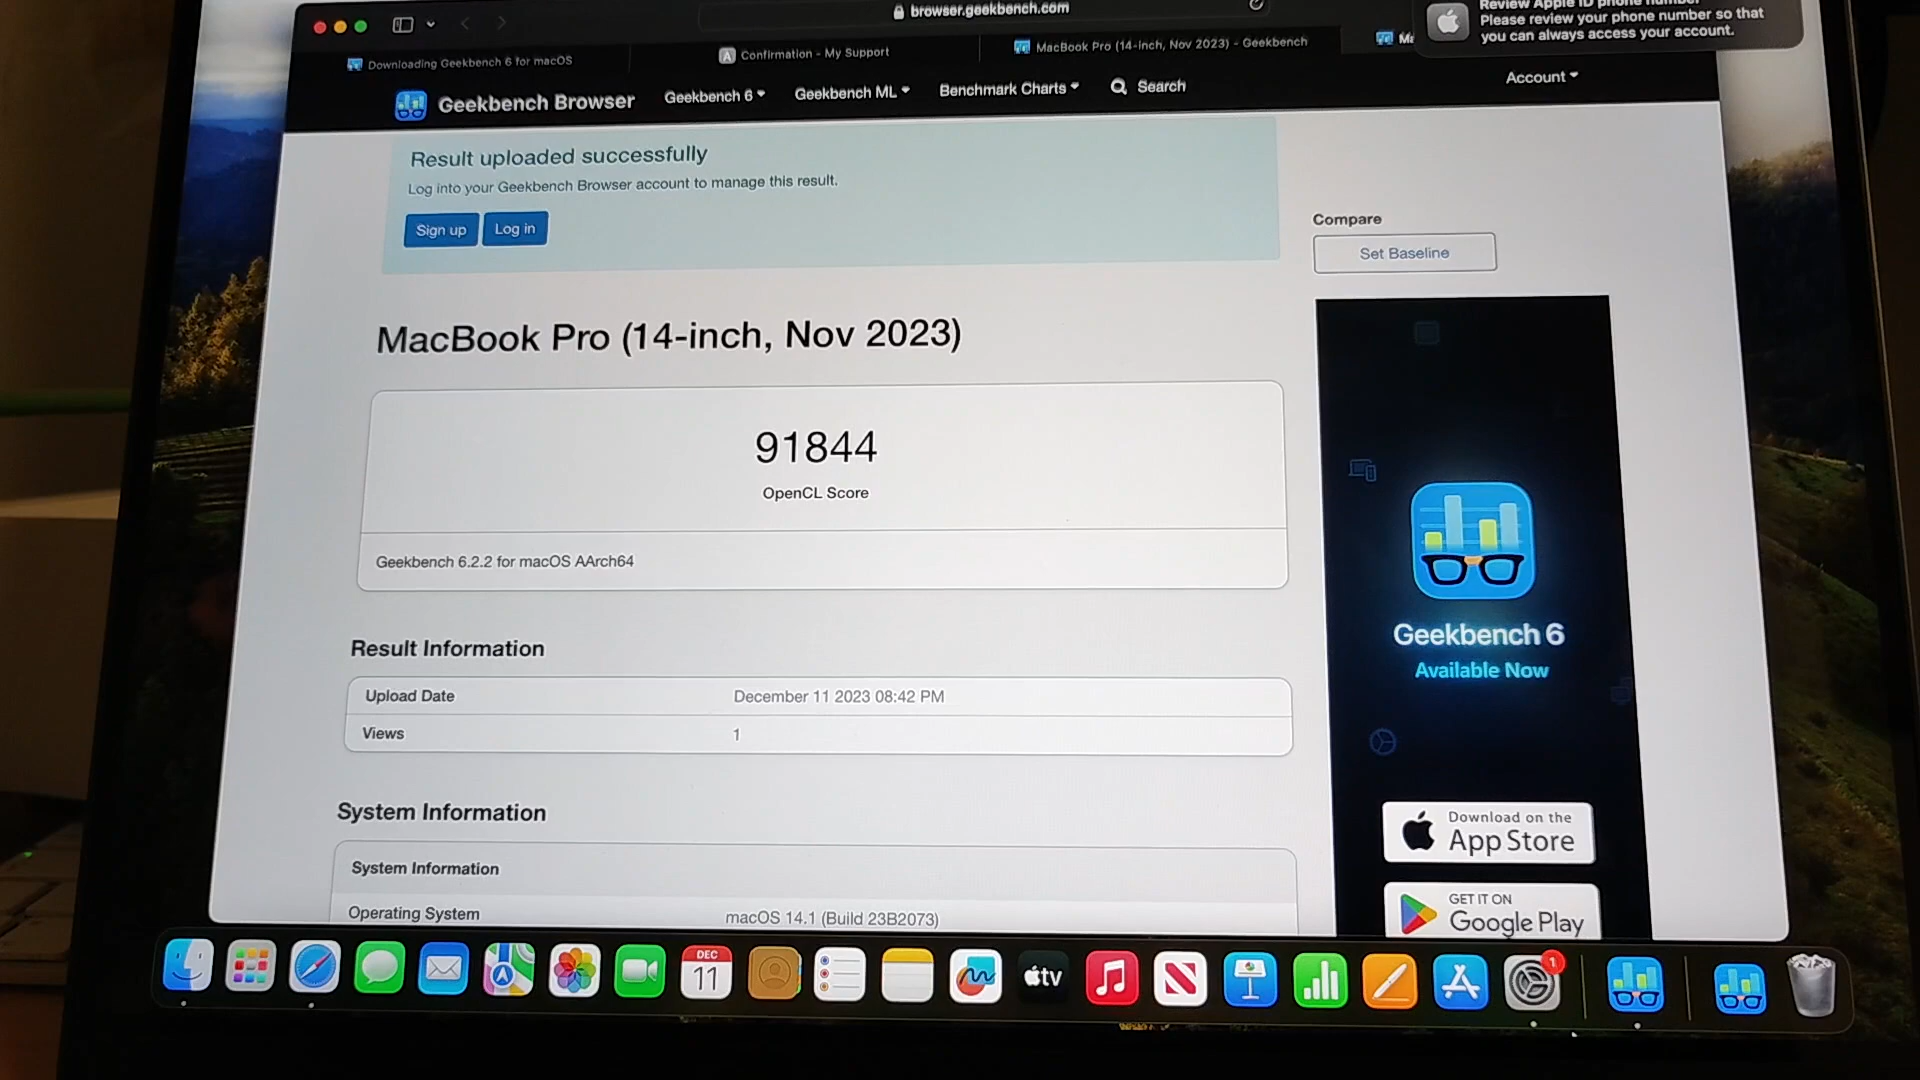 browser.geekbench.com
Review Apple ID phone number
Please review your phone number so that
you can always access your account.
Downloading Geekbench 6 for macOS
A Confirmation - My Support
MacBook Pro (14-inch, Nov 2023) - Geekbench
Geekbench Browser
Geekbench 6
Geekbench ML
Benchmark Charts
Search
Account
Result uploaded successfully
Log into your Geekbench Browser account to manage this result.
Sign up
Log in
Compare
Set Baseline
MacBook Pro (14-inch, Nov 2023)
91844
OpenCL Score
Geekbench 6.2.2 for macOS AArch64
Result Information
Upload Date December 11 2023 08:42 PM
Views 1
System Information
System Information
Operating System macOS 14.1 (Build 23B2073)
Geekbench 6
Available Now
Download on the
App Store
GET IT ON
Google Play
DEC
11
tv
1